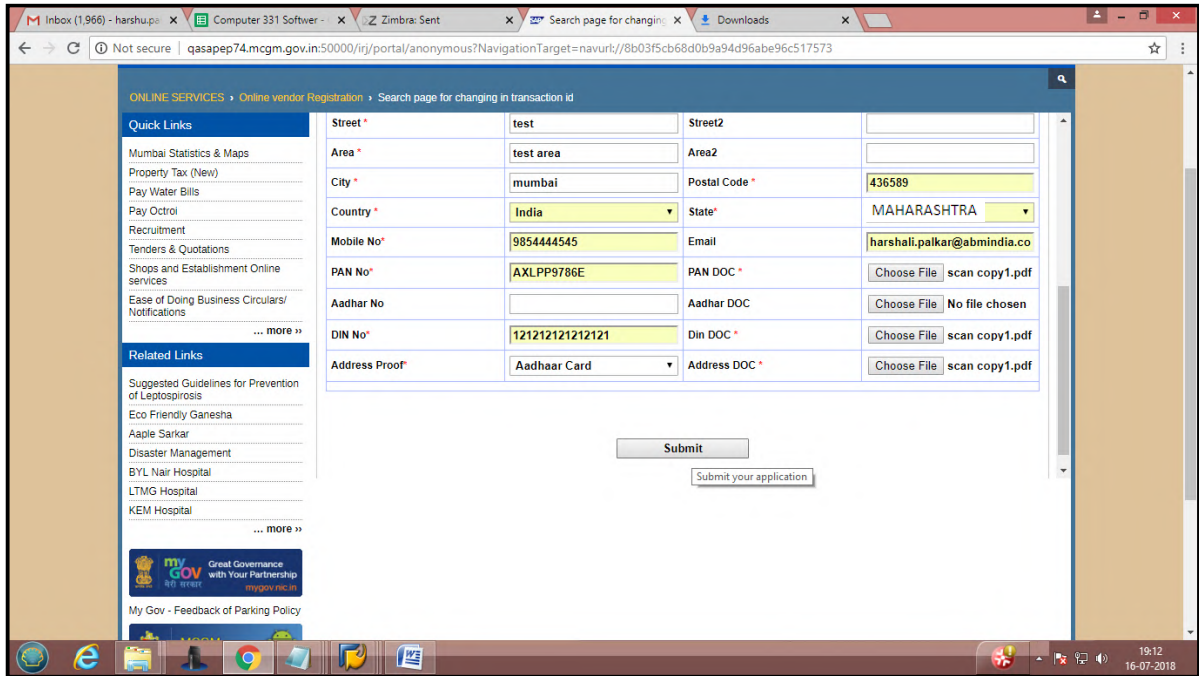 Inbox (1,966) - harshu.pa
Computer 331 Softwer -
Zimbra: Sent
Search page for changing
Downloads
Not secure | qasapep74.mcgm.gov.in:50000/irj/portal/anonymous?NavigationTarget=navurl://8b03f5cb68d0b9a94d96abe96c517573
ONLINE SERVICES › Online vendor Registration › Search page for changing in transaction id
Quick Links
Mumbai Statistics & Maps
Property Tax (New)
Pay Water Bills
Pay Octroi
Recruitment
Tenders & Quotations
Shops and Establishment Online
services
Ease of Doing Business Circulars/
Notifications
... more ››
Related Links
Suggested Guidelines for Prevention
of Leptospirosis
Eco Friendly Ganesha
Aaple Sarkar
Disaster Management
BYL Nair Hospital
LTMG Hospital
KEM Hospital
... more ››
my GOV
मेरी सरकार
Great Governance
with Your Partnership
mygov.nic.in
My Gov - Feedback of Parking Policy
Street * test Street2
Area * test area Area2
City * mumbai Postal Code * 436589
Country * India State* MAHARASHTRA
Mobile No* 9854444545 Email harshali.palkar@abmindia.co
PAN No* AXLPP9786E PAN DOC * Choose File scan copy1.pdf
Aadhar No Aadhar DOC Choose File No file chosen
DIN No* 121212121212121 Din DOC * Choose File scan copy1.pdf
Address Proof* Aadhaar Card Address DOC * Choose File scan copy1.pdf
Submit
Submit your application
19:12
16-07-2018